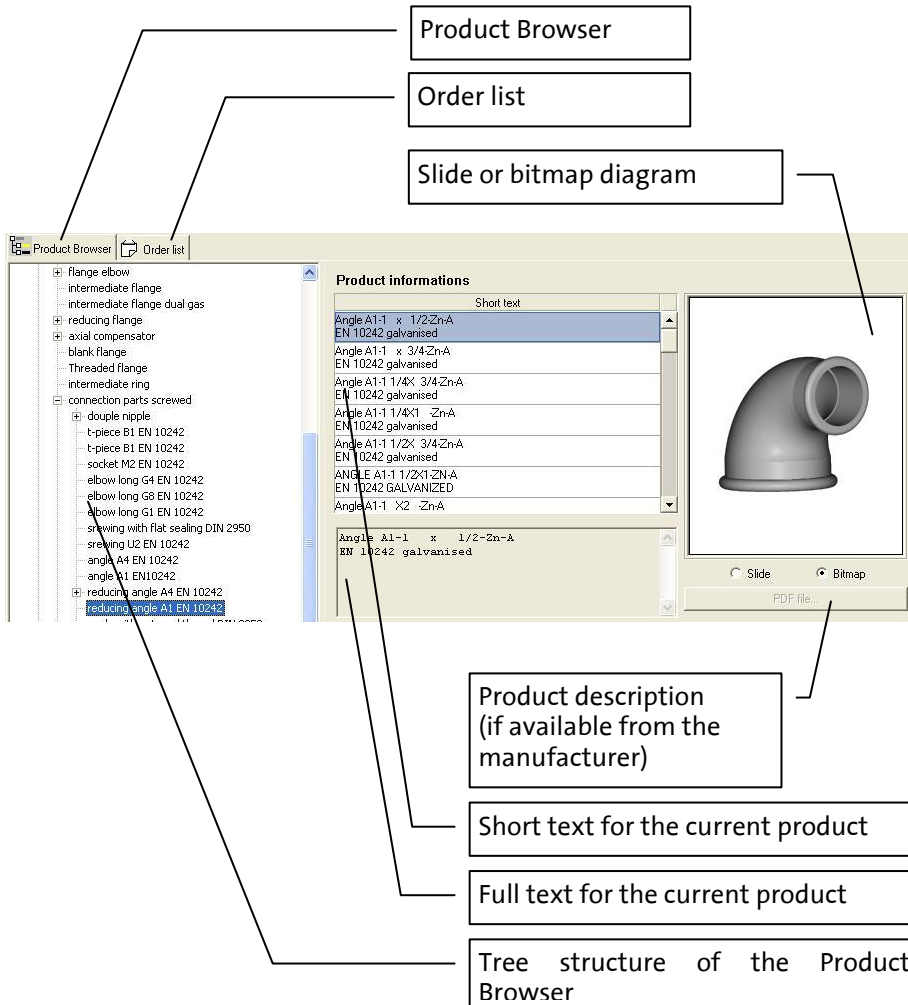 Product Browser
Order list
Slide or bitmap diagram
Product Browser
Order list
flange elbow
intermediate flange
intermediate flange dual gas
reducing flange
axial compensator
blank flange
Threaded flange
intermediate ring
connection parts screwed
douple nipple
t-piece B1 EN 10242
t-piece B1 EN 10242
socket M2 EN 10242
elbow long G4 EN 10242
elbow long G8 EN 10242
elbow long G1 EN 10242
srewing with flat sealing DIN 2950
srewing U2 EN 10242
angle A4 EN 10242
angle A1 EN10242
reducing angle A4 EN 10242
reducing angle A1 EN 10242
Product informations
Short text
Angle A1-1 x 1/2-Zn-A
EN 10242 galvanised
Angle A1-1 x 3/4-Zn-A
EN 10242 galvanised
Angle A1-1 1/4X 3/4-Zn-A
EN 10242 galvanised
Angle A1-1 1/4X1 -Zn-A
EN 10242 galvanised
Angle A1-1 1/2X 3/4-Zn-A
EN 10242 galvanised
ANGLE A1-1 1/2X1-ZN-A
EN 10242 GALVANIZED
Angle A1-1 X2 -Zn-A
Angle A1-1 x 1/2-Zn-A
EN 10242 galvanised
Slide
Bitmap
PDF file...
Product description
(if available from the
manufacturer)
Short text for the current product
Full text for the current product
Tree structure of the Product
Browser